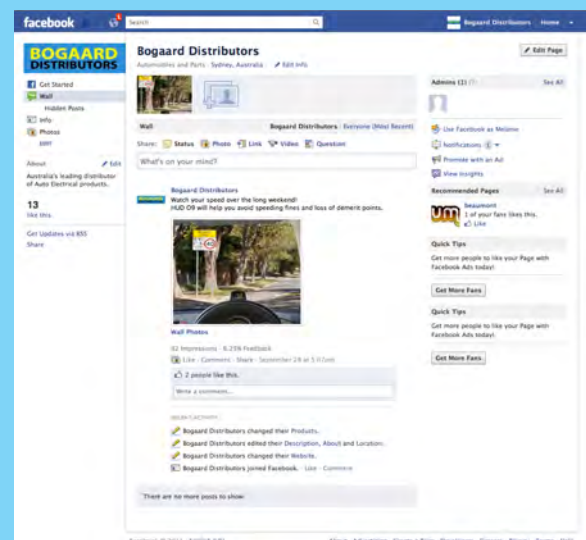 facebook
Search
Bogaard Distributors Home
BOGAARD
DISTRIBUTORS
Get Started
Wall
Hidden Posts
Info
Photos
EDIT
About Edit
Australia's leading distributor
of Auto Electrical products.
13
like this
Get Updates via RSS
Share
Bogaard Distributors
Automobiles and Parts · Sydney, Australia · Edit Info
Edit Page
Wall Bogaard Distributors · Everyone (Most Recent)
Share: Status Photo Link Video Question
What's on your mind?
Bogaard Distributors
Watch your speed over the long weekend!
HUD 09 will help you avoid speeding fines and loss of demerit points.
Wall Photos
Like · Comment · Share · September 29 at
2 people like this.
Write a comment...
RECENT ACTIVITY
Bogaard Distributors changed their Products.
Bogaard Distributors edited their Description, About and Location.
Bogaard Distributors changed their Website.
Bogaard Distributors joined Facebook. · Like · Comment
There are no more posts to show.
Admins (1) See All
Use Facebook as Melanie
Notifications
Promote with an Ad
View Insights
Recommended Pages See All
um
Beaumont
1 of your fans likes this.
Like
Quick Tips
Get more people to like your Page with
Facebook Ads today!
Get More Fans
Quick Tips
Get more people to like your Page with
Facebook Ads today!
Get More Fans